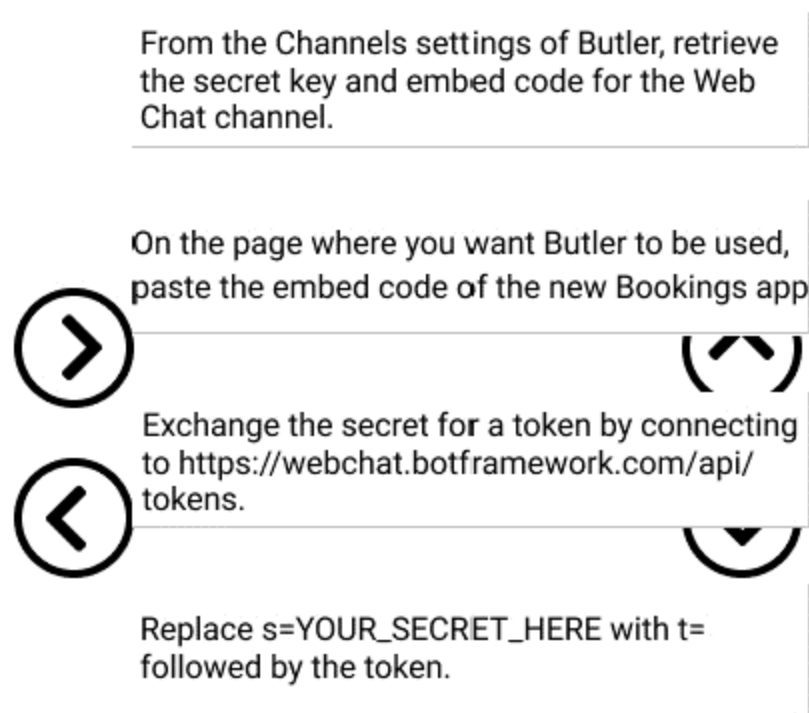 From the Channels settings of Butler, retrieve
the secret key and embed code for the Web
Chat channel.
On the page where you want Butler to be used,
paste the embed code of the new Bookings app
Exchange the secret for a token by connecting
to https://webchat.botframework.com/api/
tokens.
Replace s=YOUR_SECRET_HERE with t=
followed by the token.